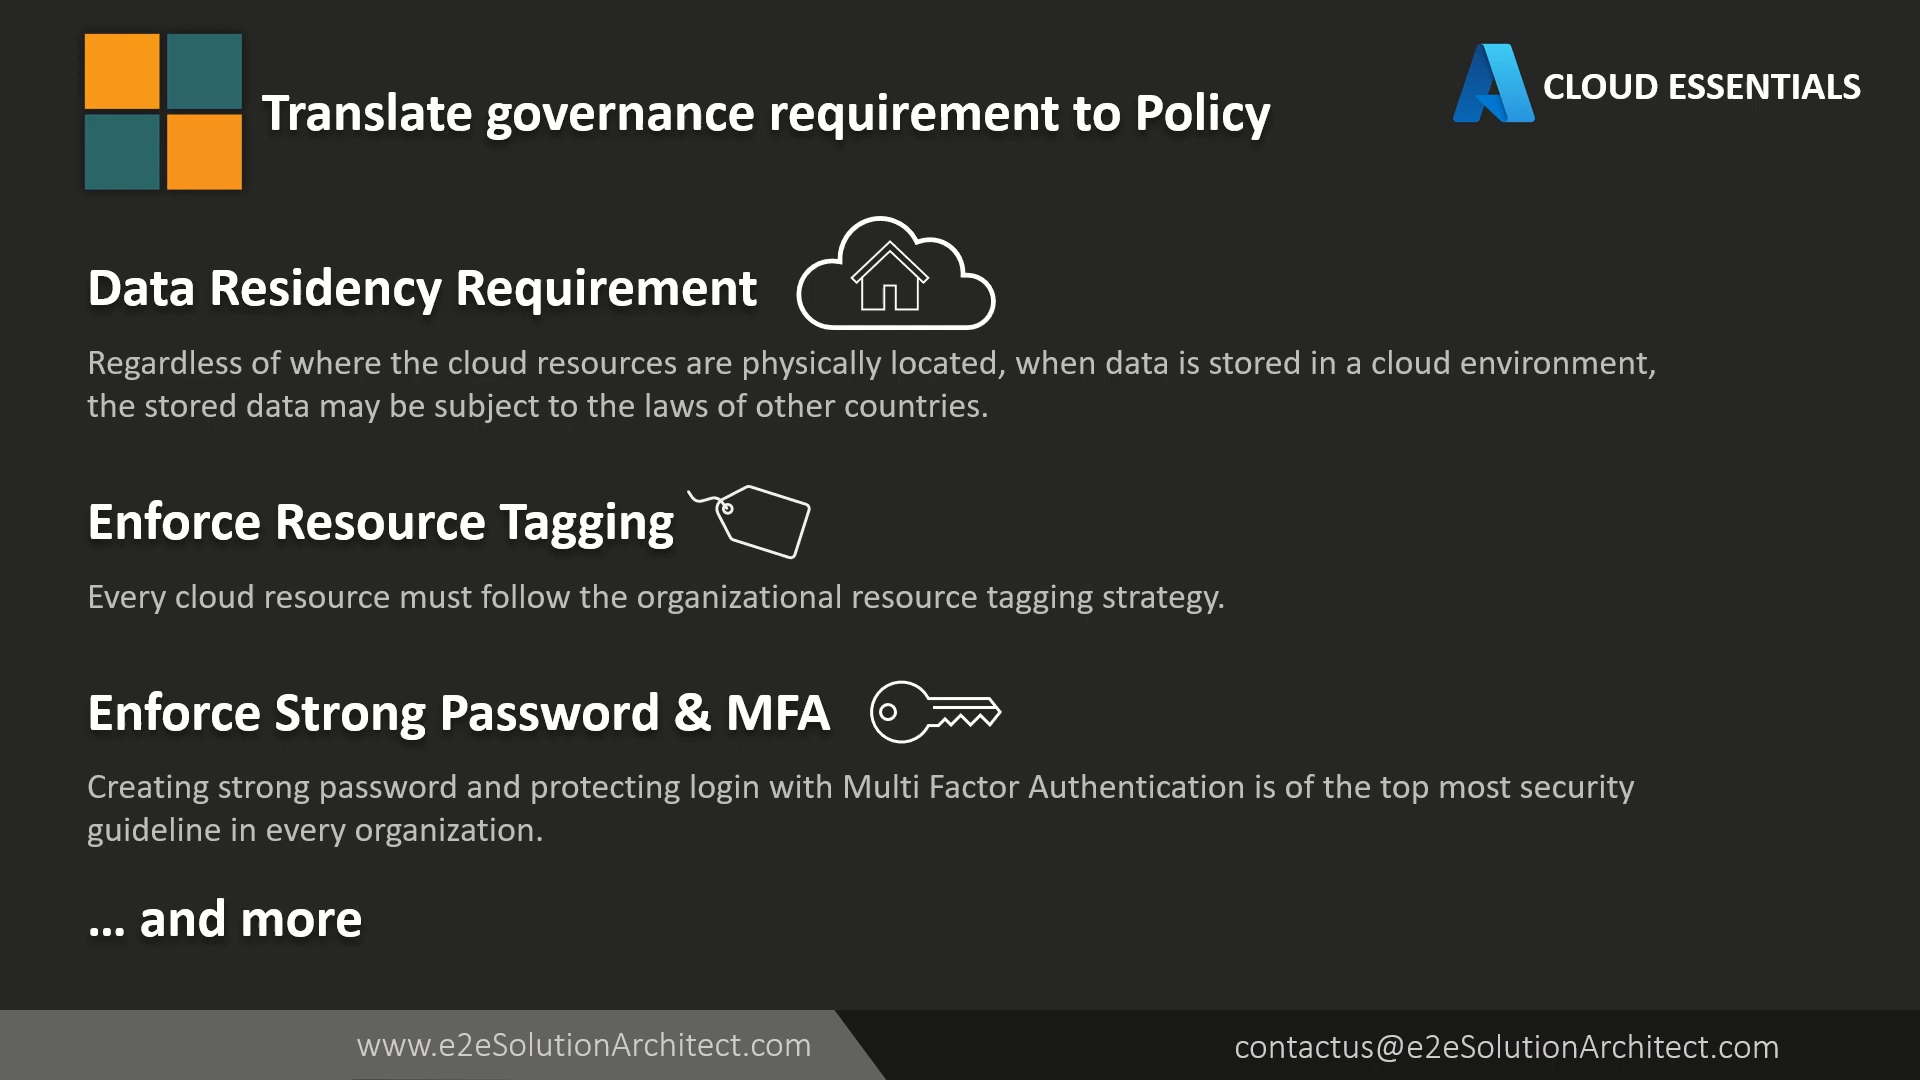 Translate governance requirement to Policy
CLOUD ESSENTIALS
Data Residency Requirement
Regardless of where the cloud resources are physically located, when data is stored in a cloud environment,
the stored data may be subject to the laws of other countries.
Enforce Resource Tagging
Every cloud resource must follow the organizational resource tagging strategy.
Enforce Strong Password & MFA
Creating strong password and protecting login with Multi Factor Authentication is of the top most security
guideline in every organization.
... and more
www.e2eSolutionArchitect.com
contactus@e2eSolutionArchitect.com